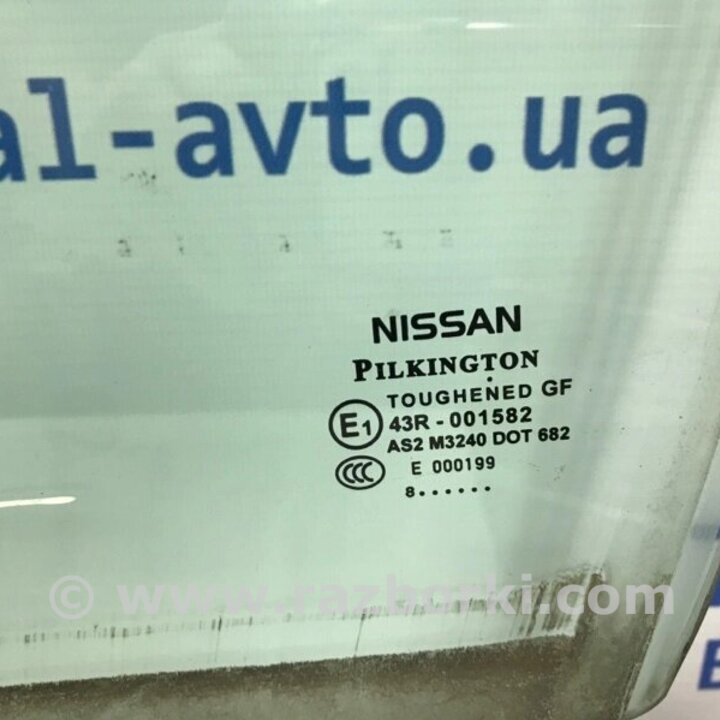 al-avto.ua
NISSAN
PILKINGTON
TOUGHENED GF
E1 43R - 001582
AS2 M3240 DOT 682
CCC E 000199
8......
© www.razborki.com